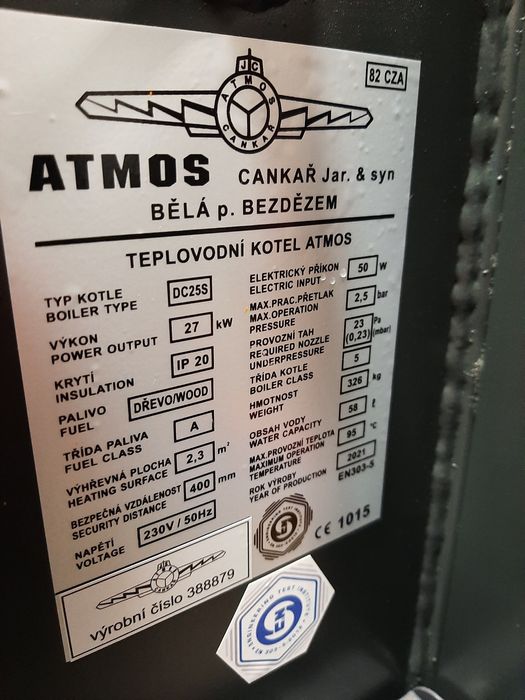 82 CZA
JC
ATMOS
CANKAŘ
ATMOS CANKAŘ Jar. & syn
BĚLÁ p. BEZDĚZEM
TEPLOVODNÍ KOTEL ATMOS
TYP KOTLE
BOILER TYPE
DC25S
VÝKON
POWER OUTPUT
27 kW
KRYTÍ
INSULATION
IP 20
PALIVO
FUEL
DŘEVO/WOOD
TŘÍDA PALIVA
FUEL CLASS
A
VÝHŘEVNÁ PLOCHA
HEATING SURFACE
2,3 m²
BEZPEČNÁ VZDÁLENOST
SECURITY DISTANCE
400 mm
NAPĚTÍ
VOLTAGE
230V / 50Hz
ELEKTRICKÝ PŘÍKON
ELECTRIC INPUT
50 W
MAX.PRAC.PŘETLAK
MAX.OPERATION
PRESSURE
2,5 bar
PROVOZNÍ TAH
REQUIRED NOZZLE
UNDERPRESSURE
23 Pa
(0,23) (mbar)
TŘÍDA KOTLE
BOILER CLASS
5
HMOTNOST
WEIGHT
326 kg
OBSAH VODY
WATER CAPACITY
58 ℓ
MAX.PROVOZNÍ TEPLOTA
MAXIMUM OPERATION
TEMPERATURE
95 °C
ROK VÝROBY
YEAR OF PRODUCTION
2021
EN303-5
CE 1015
výrobní číslo 388879
ENGINEERING TEST INSTITUTE